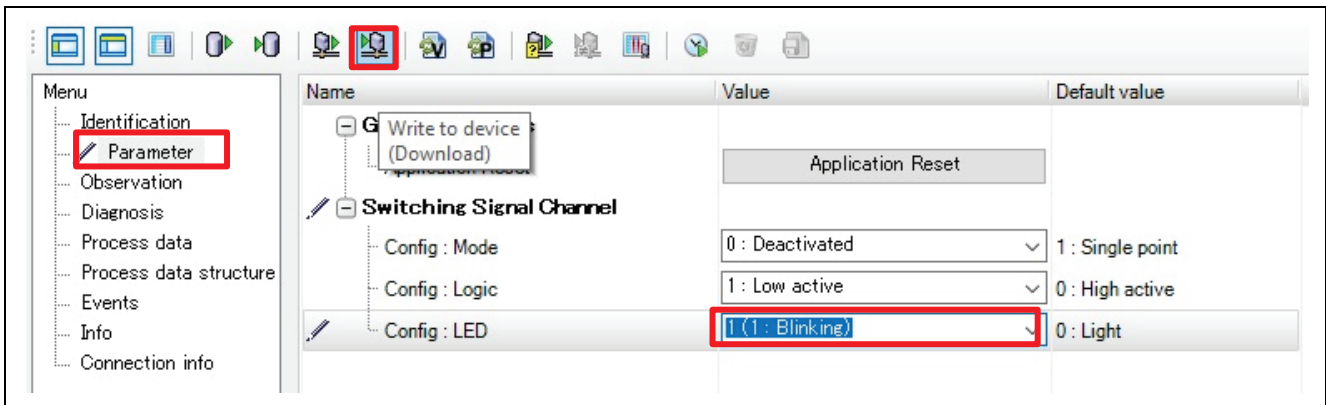 Menu
Identification
Parameter
Observation
Diagnosis
Process data
Process data structure
Events
Info
Connection info
Name Value Default value
G
Write to device
(Download)
Application Reset
Switching Signal Channel
Config : Mode 0 : Deactivated 1 : Single point
Config : Logic 1 : Low active 0 : High active
Config : LED 1 (1 : Blinking) 0 : Light